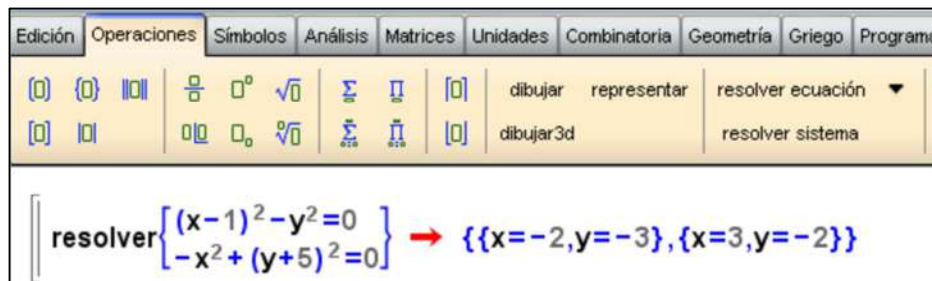 Edición Operaciones Símbolos Análisis Matrices Unidades Combinatoria Geometría Griego Programa
dibujar representar resolver ecuación
dibujar3d resolver sistema
resolver{(x−1)²−y²=0
−x²+(y+5)²=0} → {{x=−2,y=−3},{x=3,y=−2}}